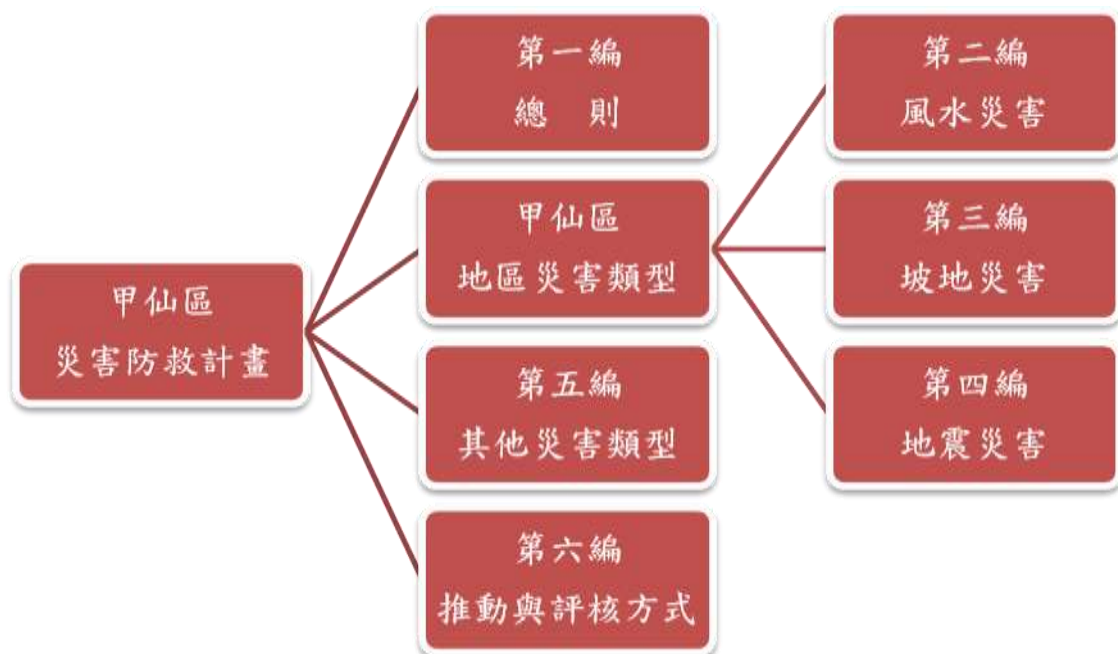 甲仙區
災害防救計畫
第一編
總　則
甲仙區
地區災害類型
第二編
風水災害
第三編
坡地災害
第四編
地震災害
第五編
其他災害類型
第六編
推動與評核方式